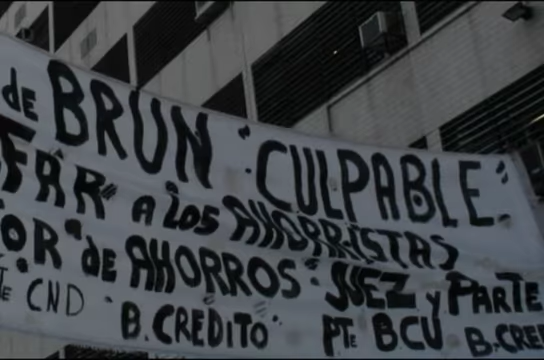 de BRUN "CULPABLE"
FAR A los AHORRISTAS
OR" de AHORROS "JUEZ y PARTE
CND "B.CREDITO" PTE BCU B.CRE